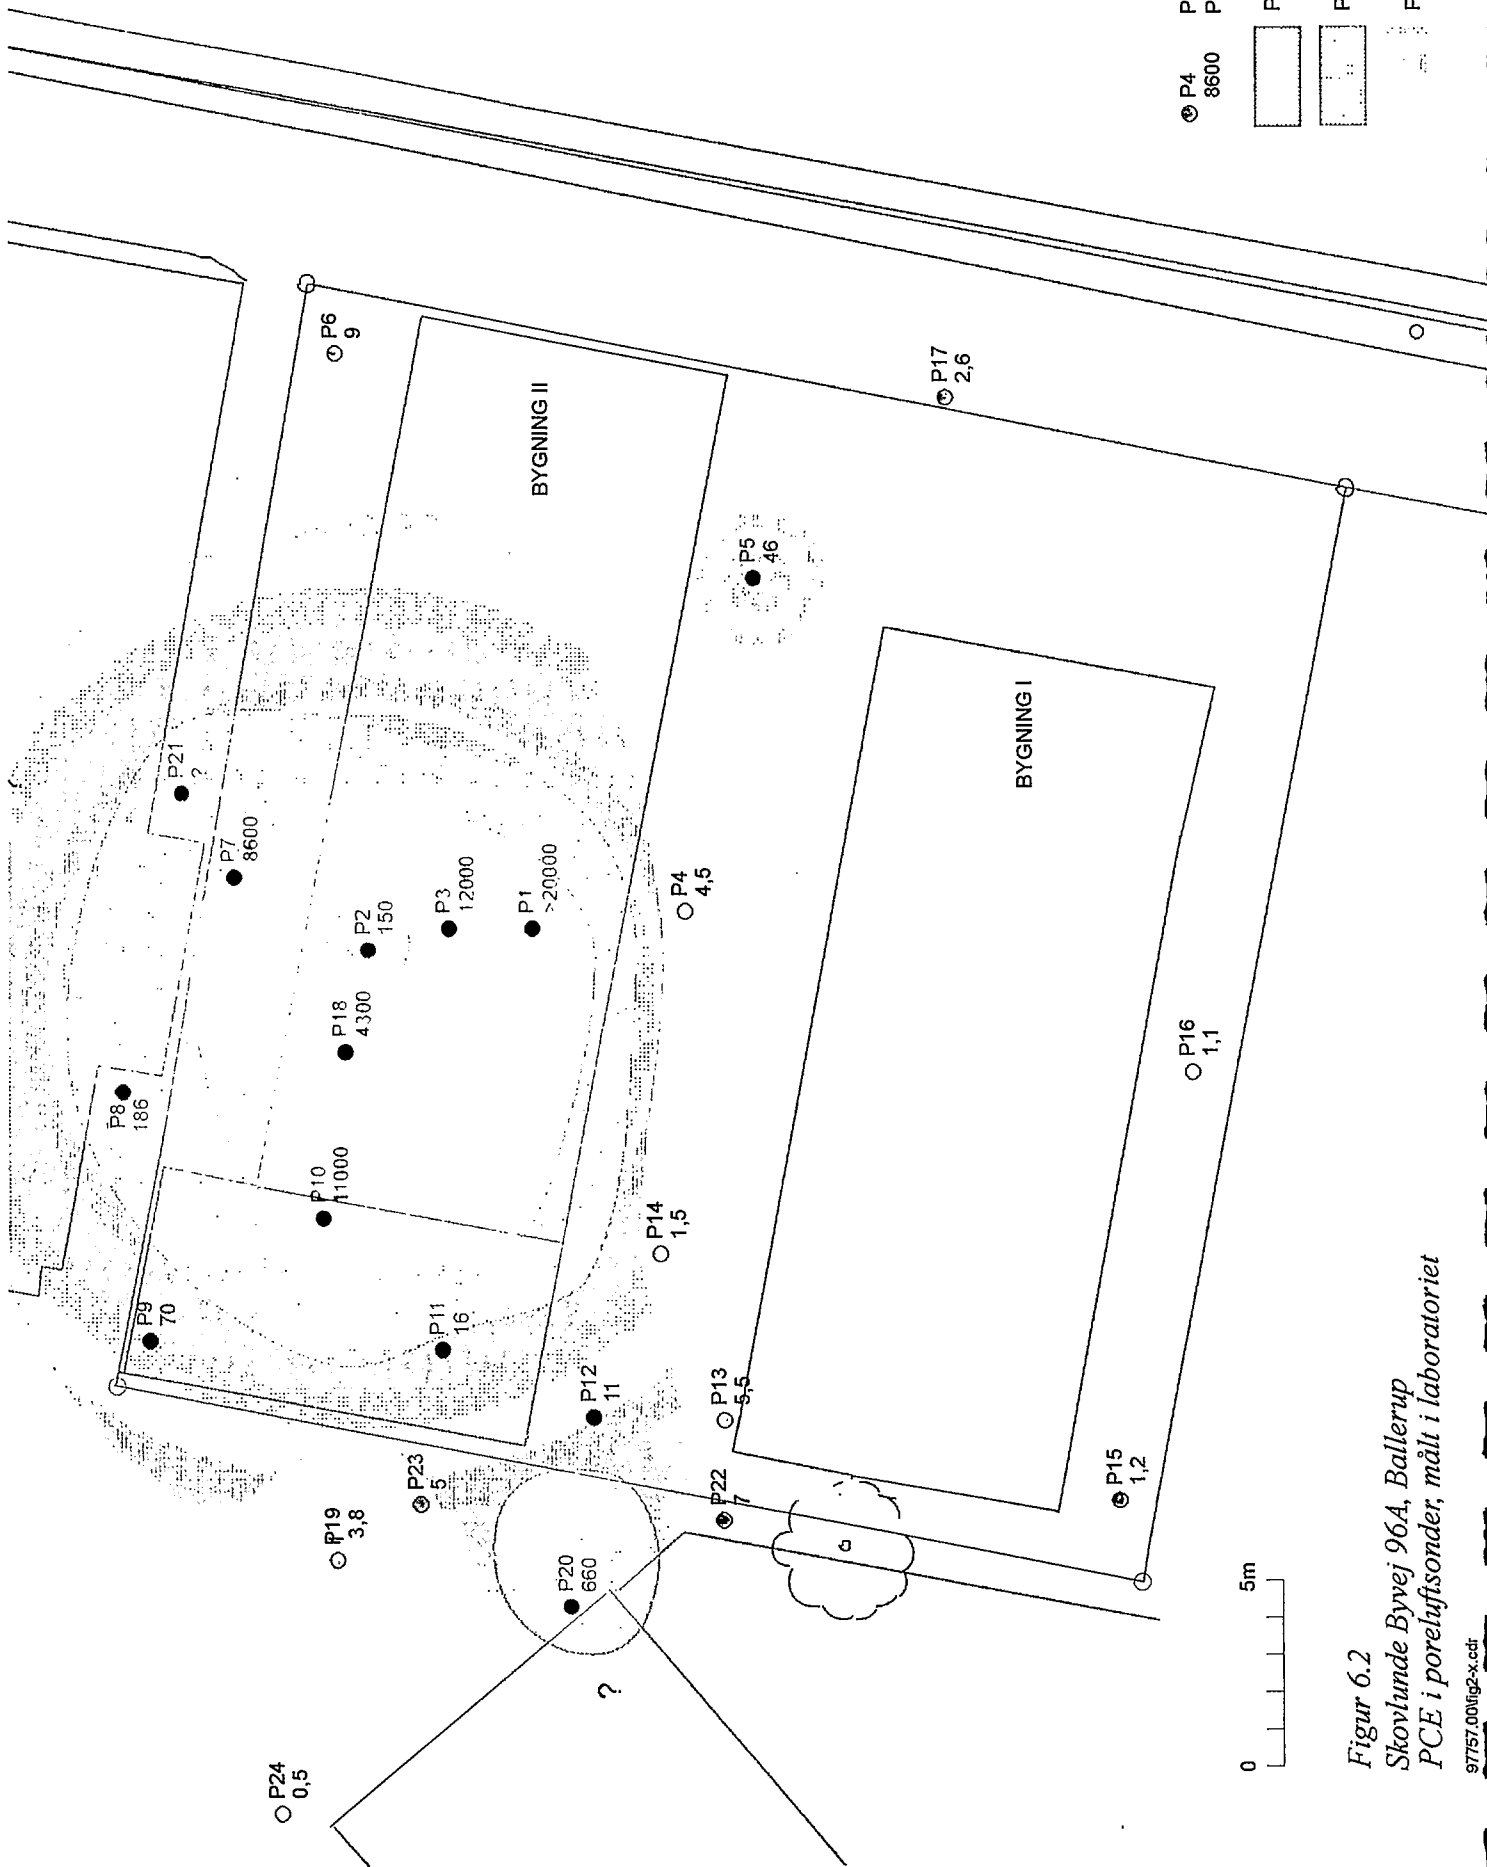 P24
0,5
P19
3,8
P23
5
P20
660
?
P22
7
P15
1,2
P12
11
P13
5,5
P9
70
P11
16
P14
1,5
P10
11000
P8
186
P16
1,1
P18
4300
P2
150
P3
12000
P1
>20000
P4
4,5
P7
8600
P21
?
BYGNING I
P5
46
BYGNING II
P17
2,6
P6
9
P4
8600
P
P
P
P
P
0
5m
Figur 6.2
Skovlunde Byvej 96A, Ballerup
PCE i poreluftsonder, målt i laboratoriet
97757.00\fig2-x.cdr